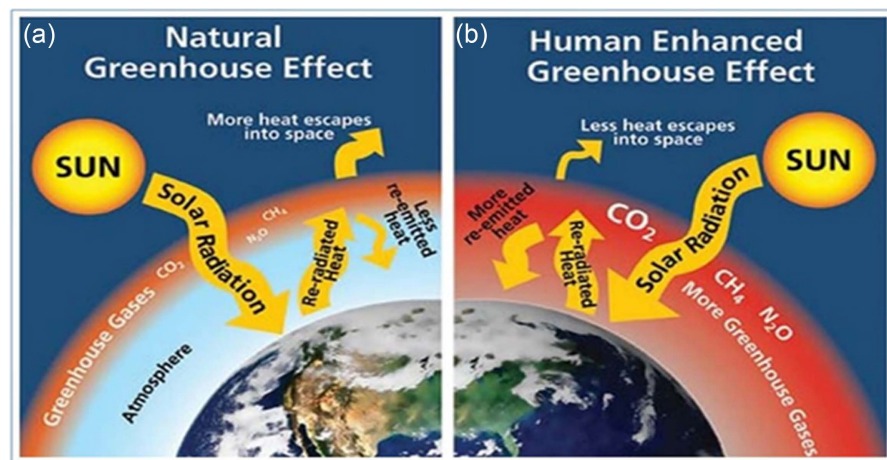 (a)
Natural
Greenhouse Effect
More heat escapes
into space
SUN
Solar Radiation
CH₄
N₂O
CO₂
Re-radiated Heat
Less
re-emitted
heat
Greenhouse Gases
Atmosphere
(b)
Human Enhanced
Greenhouse Effect
Less heat escapes
into space
SUN
More
re-emitted
heat
CO₂
Re-radiated
Heat
Solar Radiation
CH₄
N₂O
More Greenhouse Gases